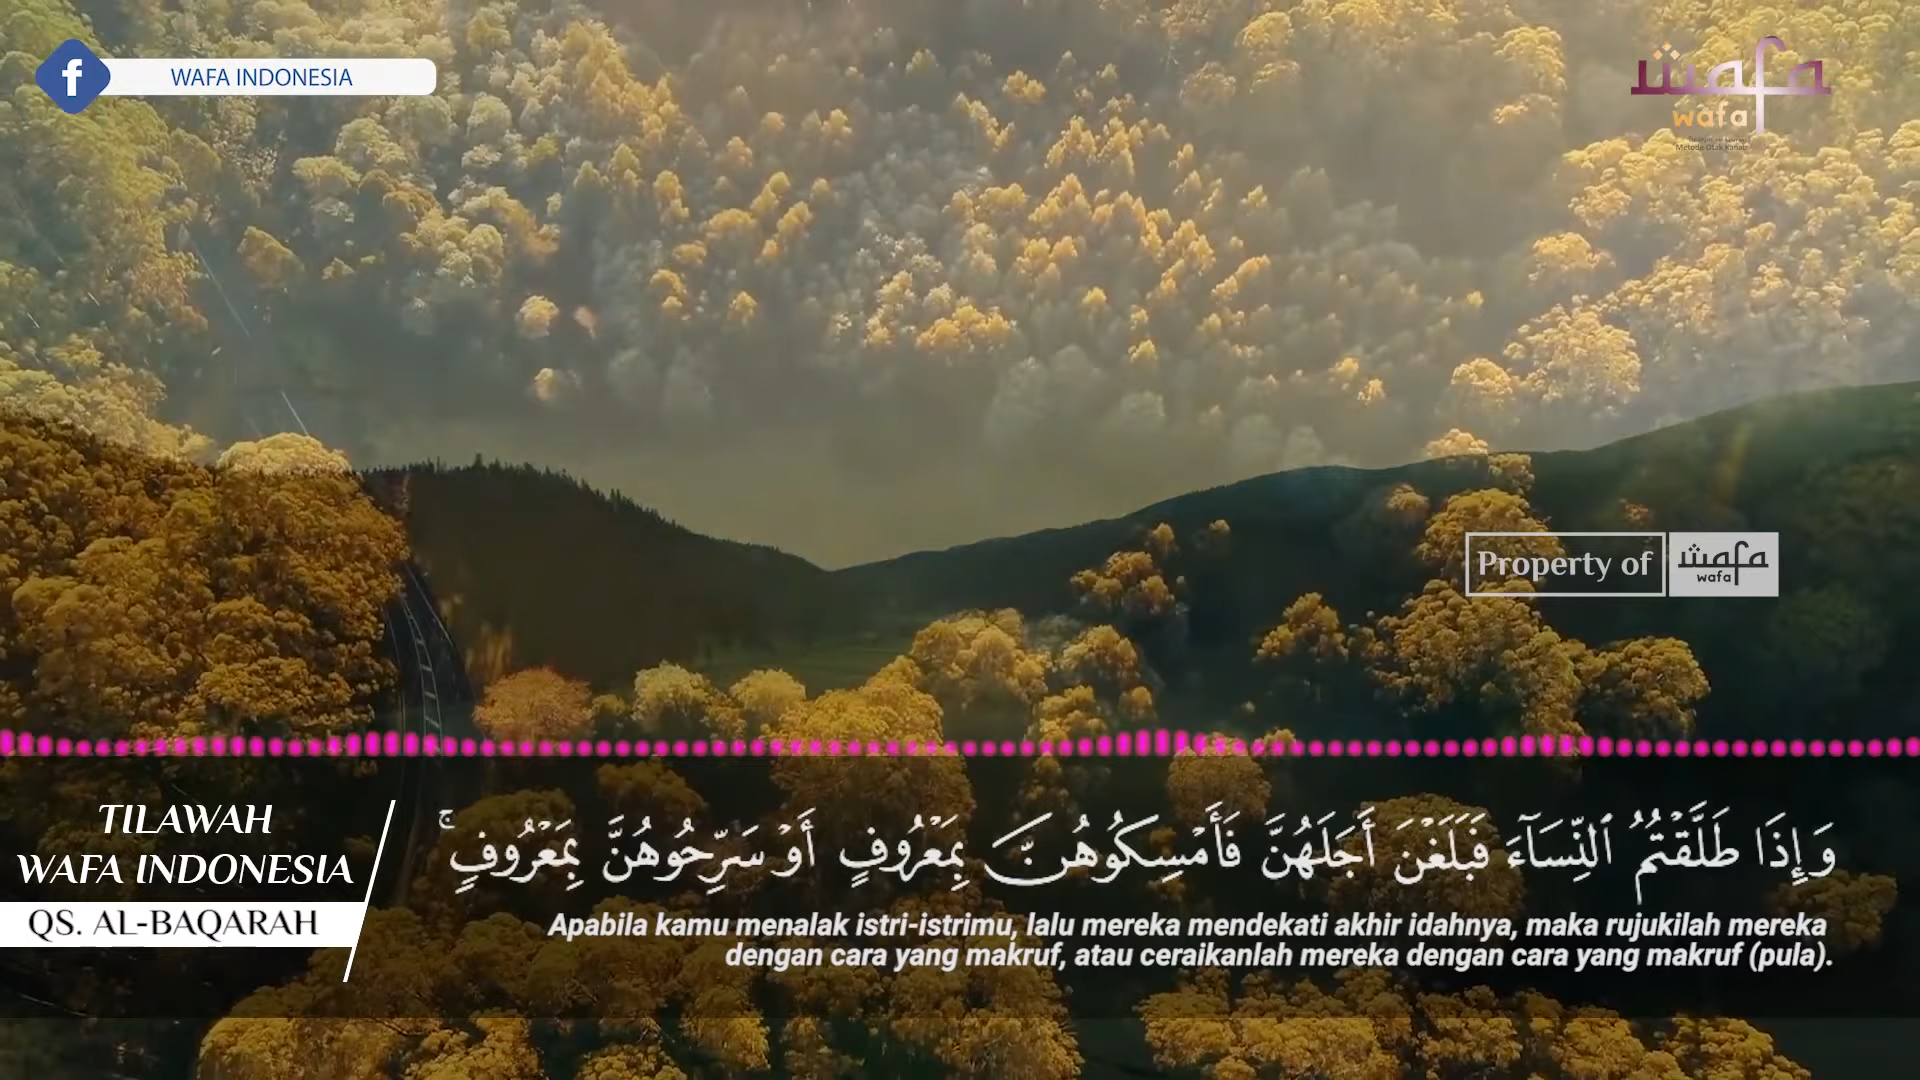 WAFA INDONESIA
wafa
wafa
Property of
wafa
wafa
TILAWAH
WAFA INDONESIA
QS. AL-BAQARAH
وَإِذَا طَلَّقْتُمُ ٱلنِّسَآءَ فَبَلَغْنَ أَجَلَهُنَّ فَأَمْسِكُوهُنَّ بِمَعْرُوفٍ أَوْ سَرِّحُوهُنَّ بِمَعْرُوفٍ ۚ
Apabila kamu menalak istri-istrimu, lalu mereka mendekati akhir idahnya, maka rujukilah mereka
dengan cara yang makruf, atau ceraikanlah mereka dengan cara yang makruf (pula).